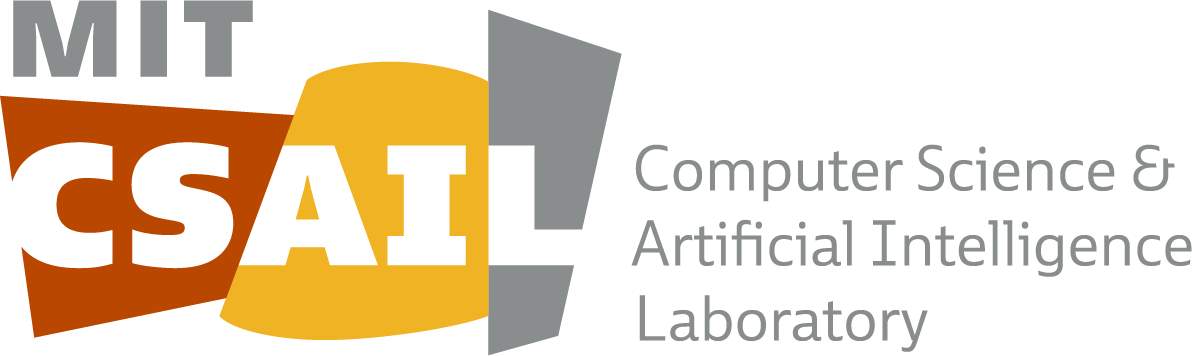 MIT
CSAIL
Computer Science &
Artificial Intelligence
Laboratory